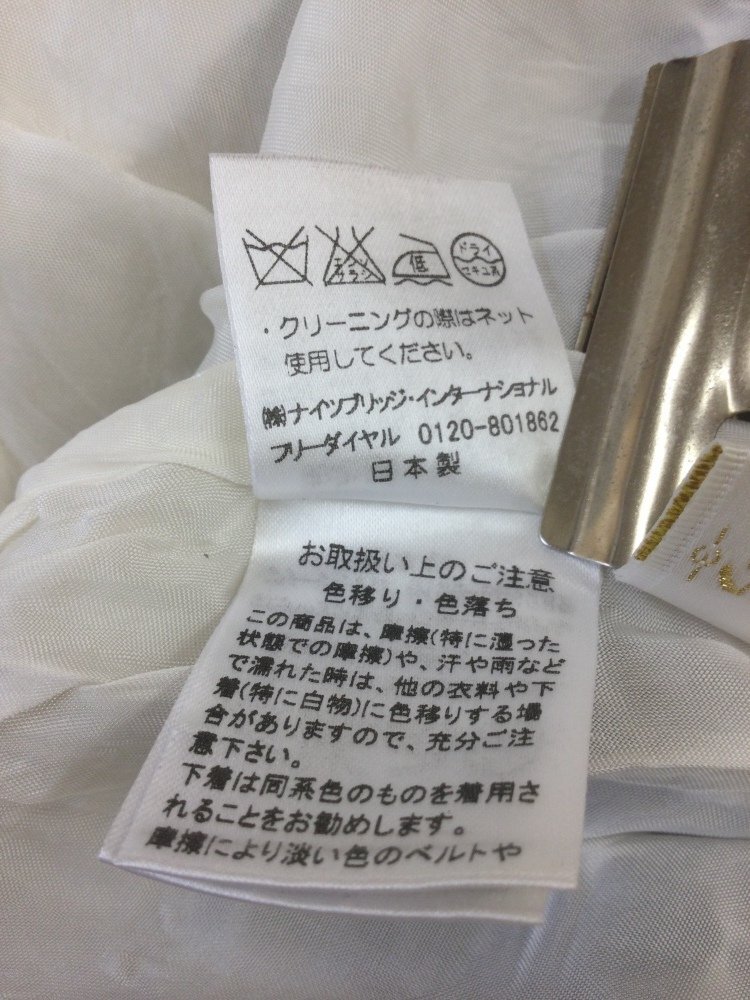 エンソ
サラシ
低
ドライ
セキユ系
・クリーニングの際はネット
使用してください。
㈱ナイツブリッジ・インターナショナル
フリーダイヤル 0120-801862
日本製
お取扱い上のご注意
色移り・色落ち
この商品は、摩擦(特に湿った
状態での摩擦)や、汗や雨など
で濡れた時は、他の衣料や下
着(特に白物)に色移りする場
合がありますので、充分ご注
意下さい。
下着は同系色のものを着用さ
れることをお勧めします。
摩擦により淡い色のベルトや